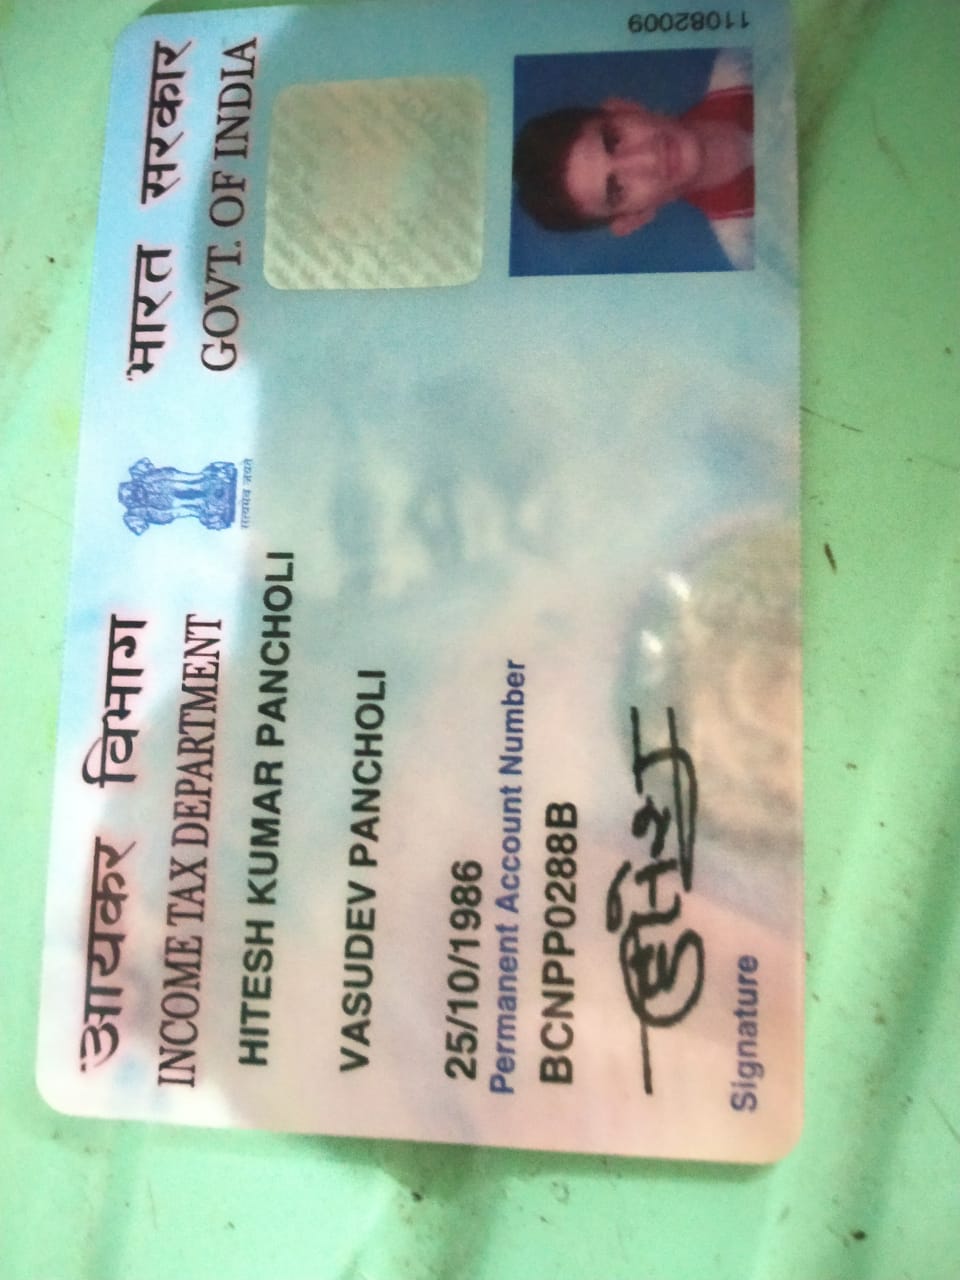 आयकर विभाग
INCOME TAX DEPARTMENT
सत्यमेव जयते
भारत सरकार
GOVT. OF INDIA
HITESH KUMAR PANCHOLI
VASUDEV PANCHOLI
25/10/1986
Permanent Account Number
BCNPP0288B
हितेश
Signature
11082009